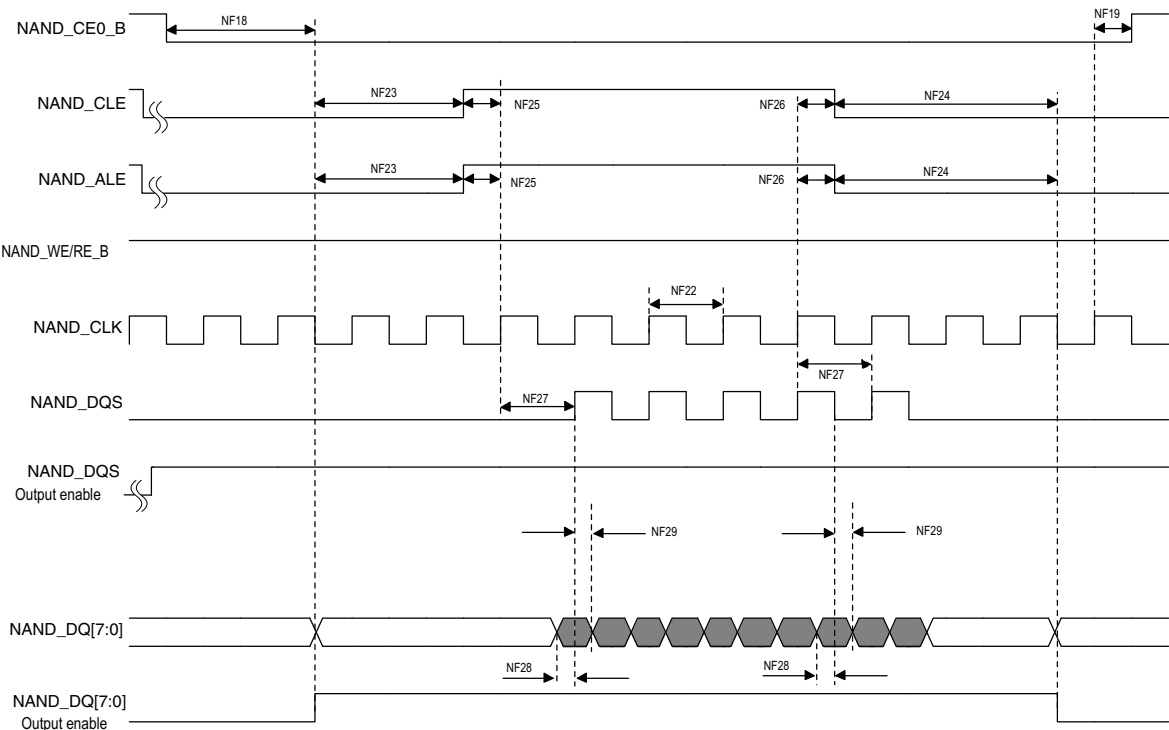 NAND_CE0_B
NF18
NF19
NAND_CLE
NF23
NF25
NF26
NF24
NAND_ALE
NF23
NF25
NF26
NF24
NAND_WE/RE_B
NF22
NAND_CLK
NF27
NAND_DQS
NF27
NAND_DQS
Output enable
NF29
NF29
NAND_DQ[7:0]
NF28
NF28
NAND_DQ[7:0]
Output enable